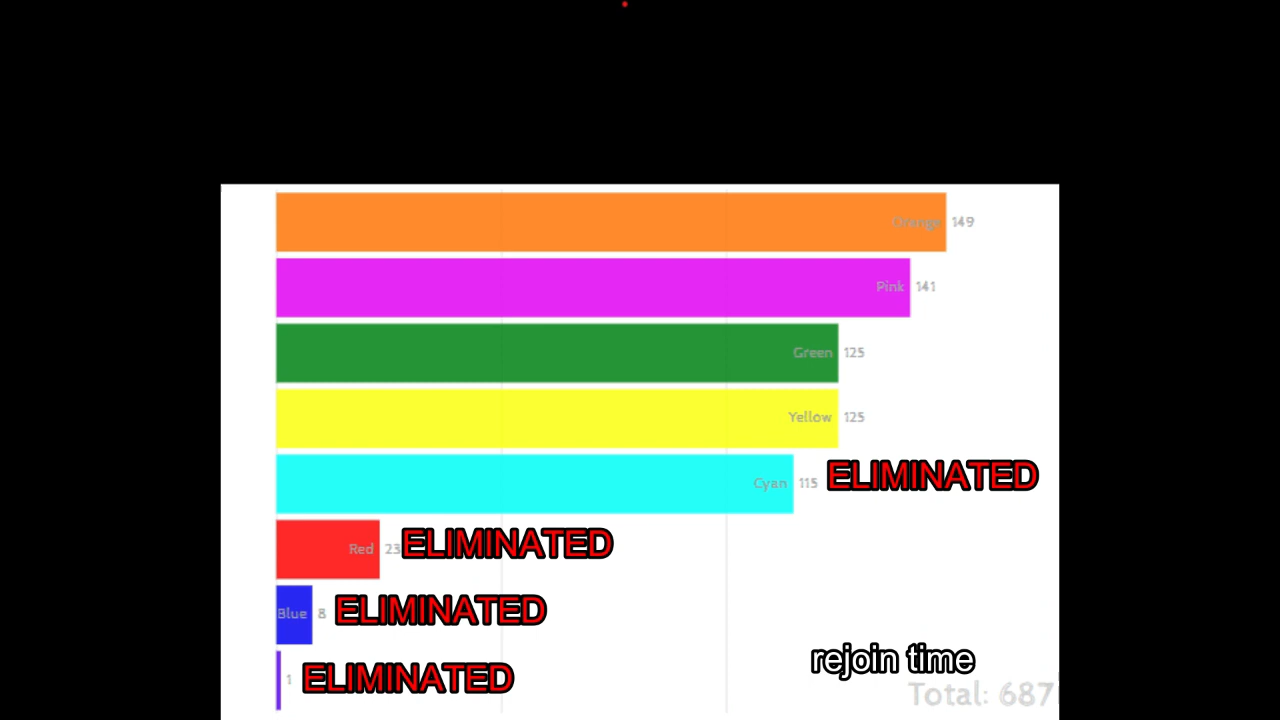 Orange 149
Pink 141
Green 125
Yellow 125
Cyan 115 ELIMINATED
Red 23 ELIMINATED
Blue 8 ELIMINATED
1 ELIMINATED
rejoin time
Total: 687